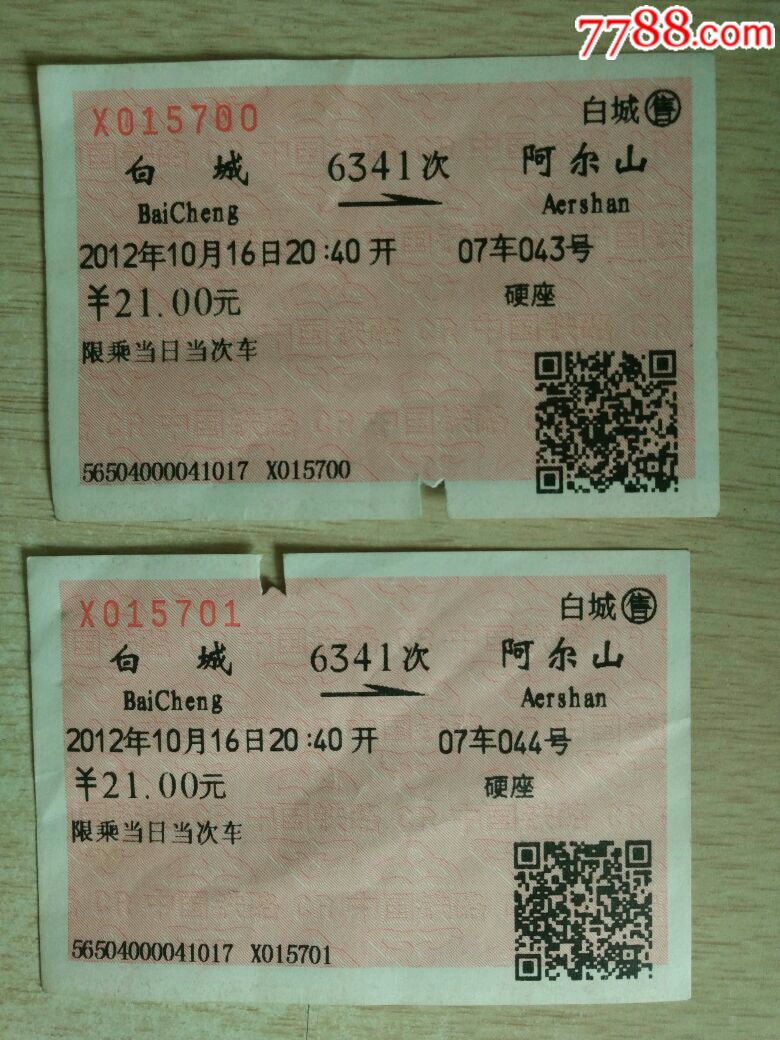 7788.com
X015700
白城 售
白 城 6341次 阿尔山
BaiCheng Aershan
2012年10月16日20:40开 07车043号
¥21.00元 硬座
限乘当日当次车
56504000041017 X015700
X015701
白城 售
白 城 6341次 阿尔山
BaiCheng Aershan
2012年10月16日20:40开 07车044号
¥21.00元 硬座
限乘当日当次车
56504000041017 X015701